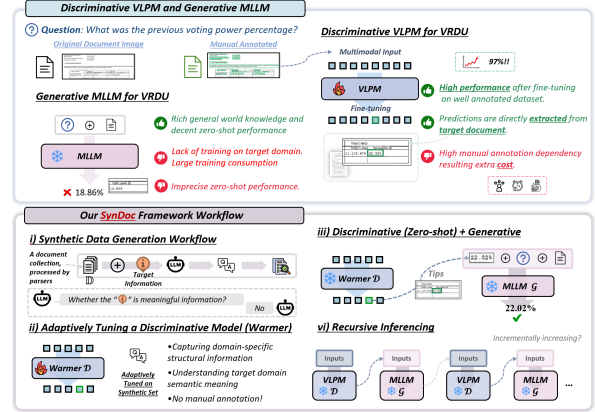 Discriminative VLPM and Generative MLLM
Question: What was the previous voting power percentage?
Original Document Image
Manual Annotated
Generative MLLM for VRDU
?
MLLM
18.86%
Rich general world knowledge and
decent zero-shot performance
Lack of training on target domain.
Large training consumption
Imprecise zero-shot performance.
Discriminative VLPM for VRDU
Multimodal Input
VLPM
Fine-tuning
97%!!
High performance after fine-tuning
on well annotated dataset.
Predictions are directly extracted from
target document.
High manual annotation dependency
resulting extra cost.
Our SynDoc Framework Workflow
i) Synthetic Data Generation Workflow
A document
collection,
processed by
parsers
D
Target
Information
LLM
Whether the " i " is meaningful information?
No
LLM
ii) Adaptively Tuning a Discriminative Model (Warmer)
Warmer D
Adaptively
Tuned on
Synthetic Set
•Capturing domain-specific
structural information
•Understanding target domain
semantic meaning
•No manual annotation!
iii) Discriminative (Zero-shot) + Generative
Warmer D
Tips
22.02%
?
MLLM G
22.02%
vi) Recursive Inferencing
Incrementally increasing?
Inputs
Inputs
Inputs
Inputs
VLPM
D
MLLM
G
VLPM
D
MLLM
G
...